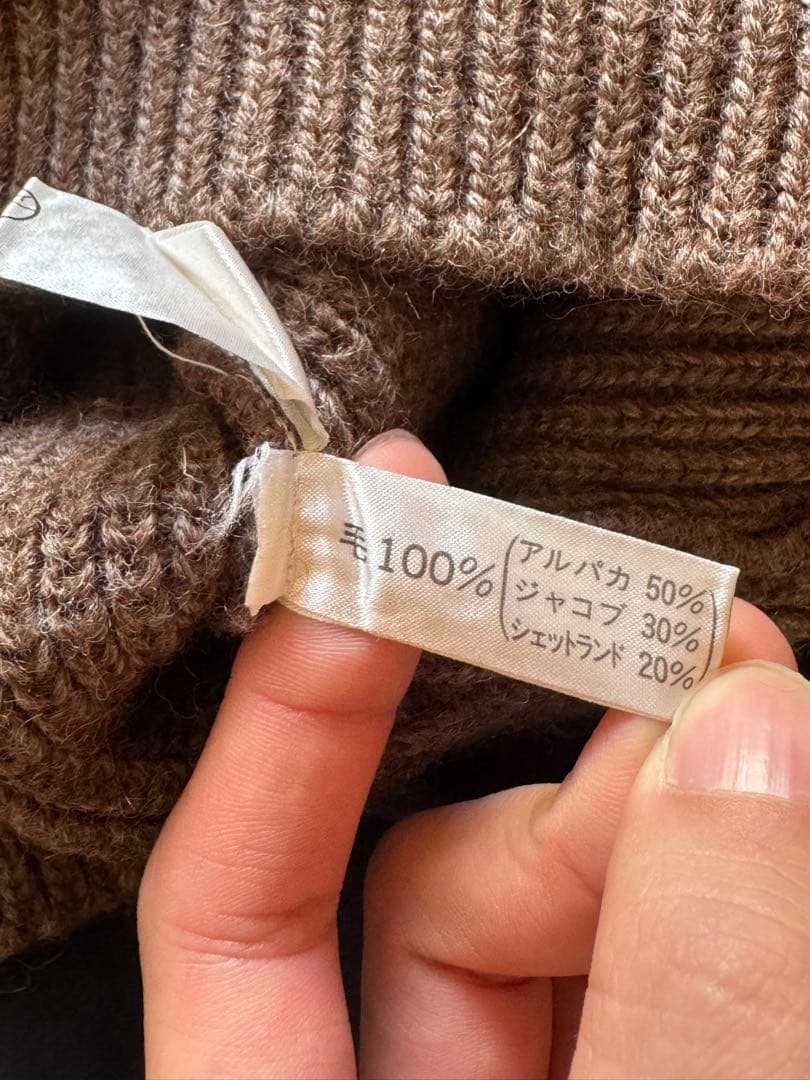 毛100%
アルパカ 50%
ジャコブ 30%
シェットランド 20%